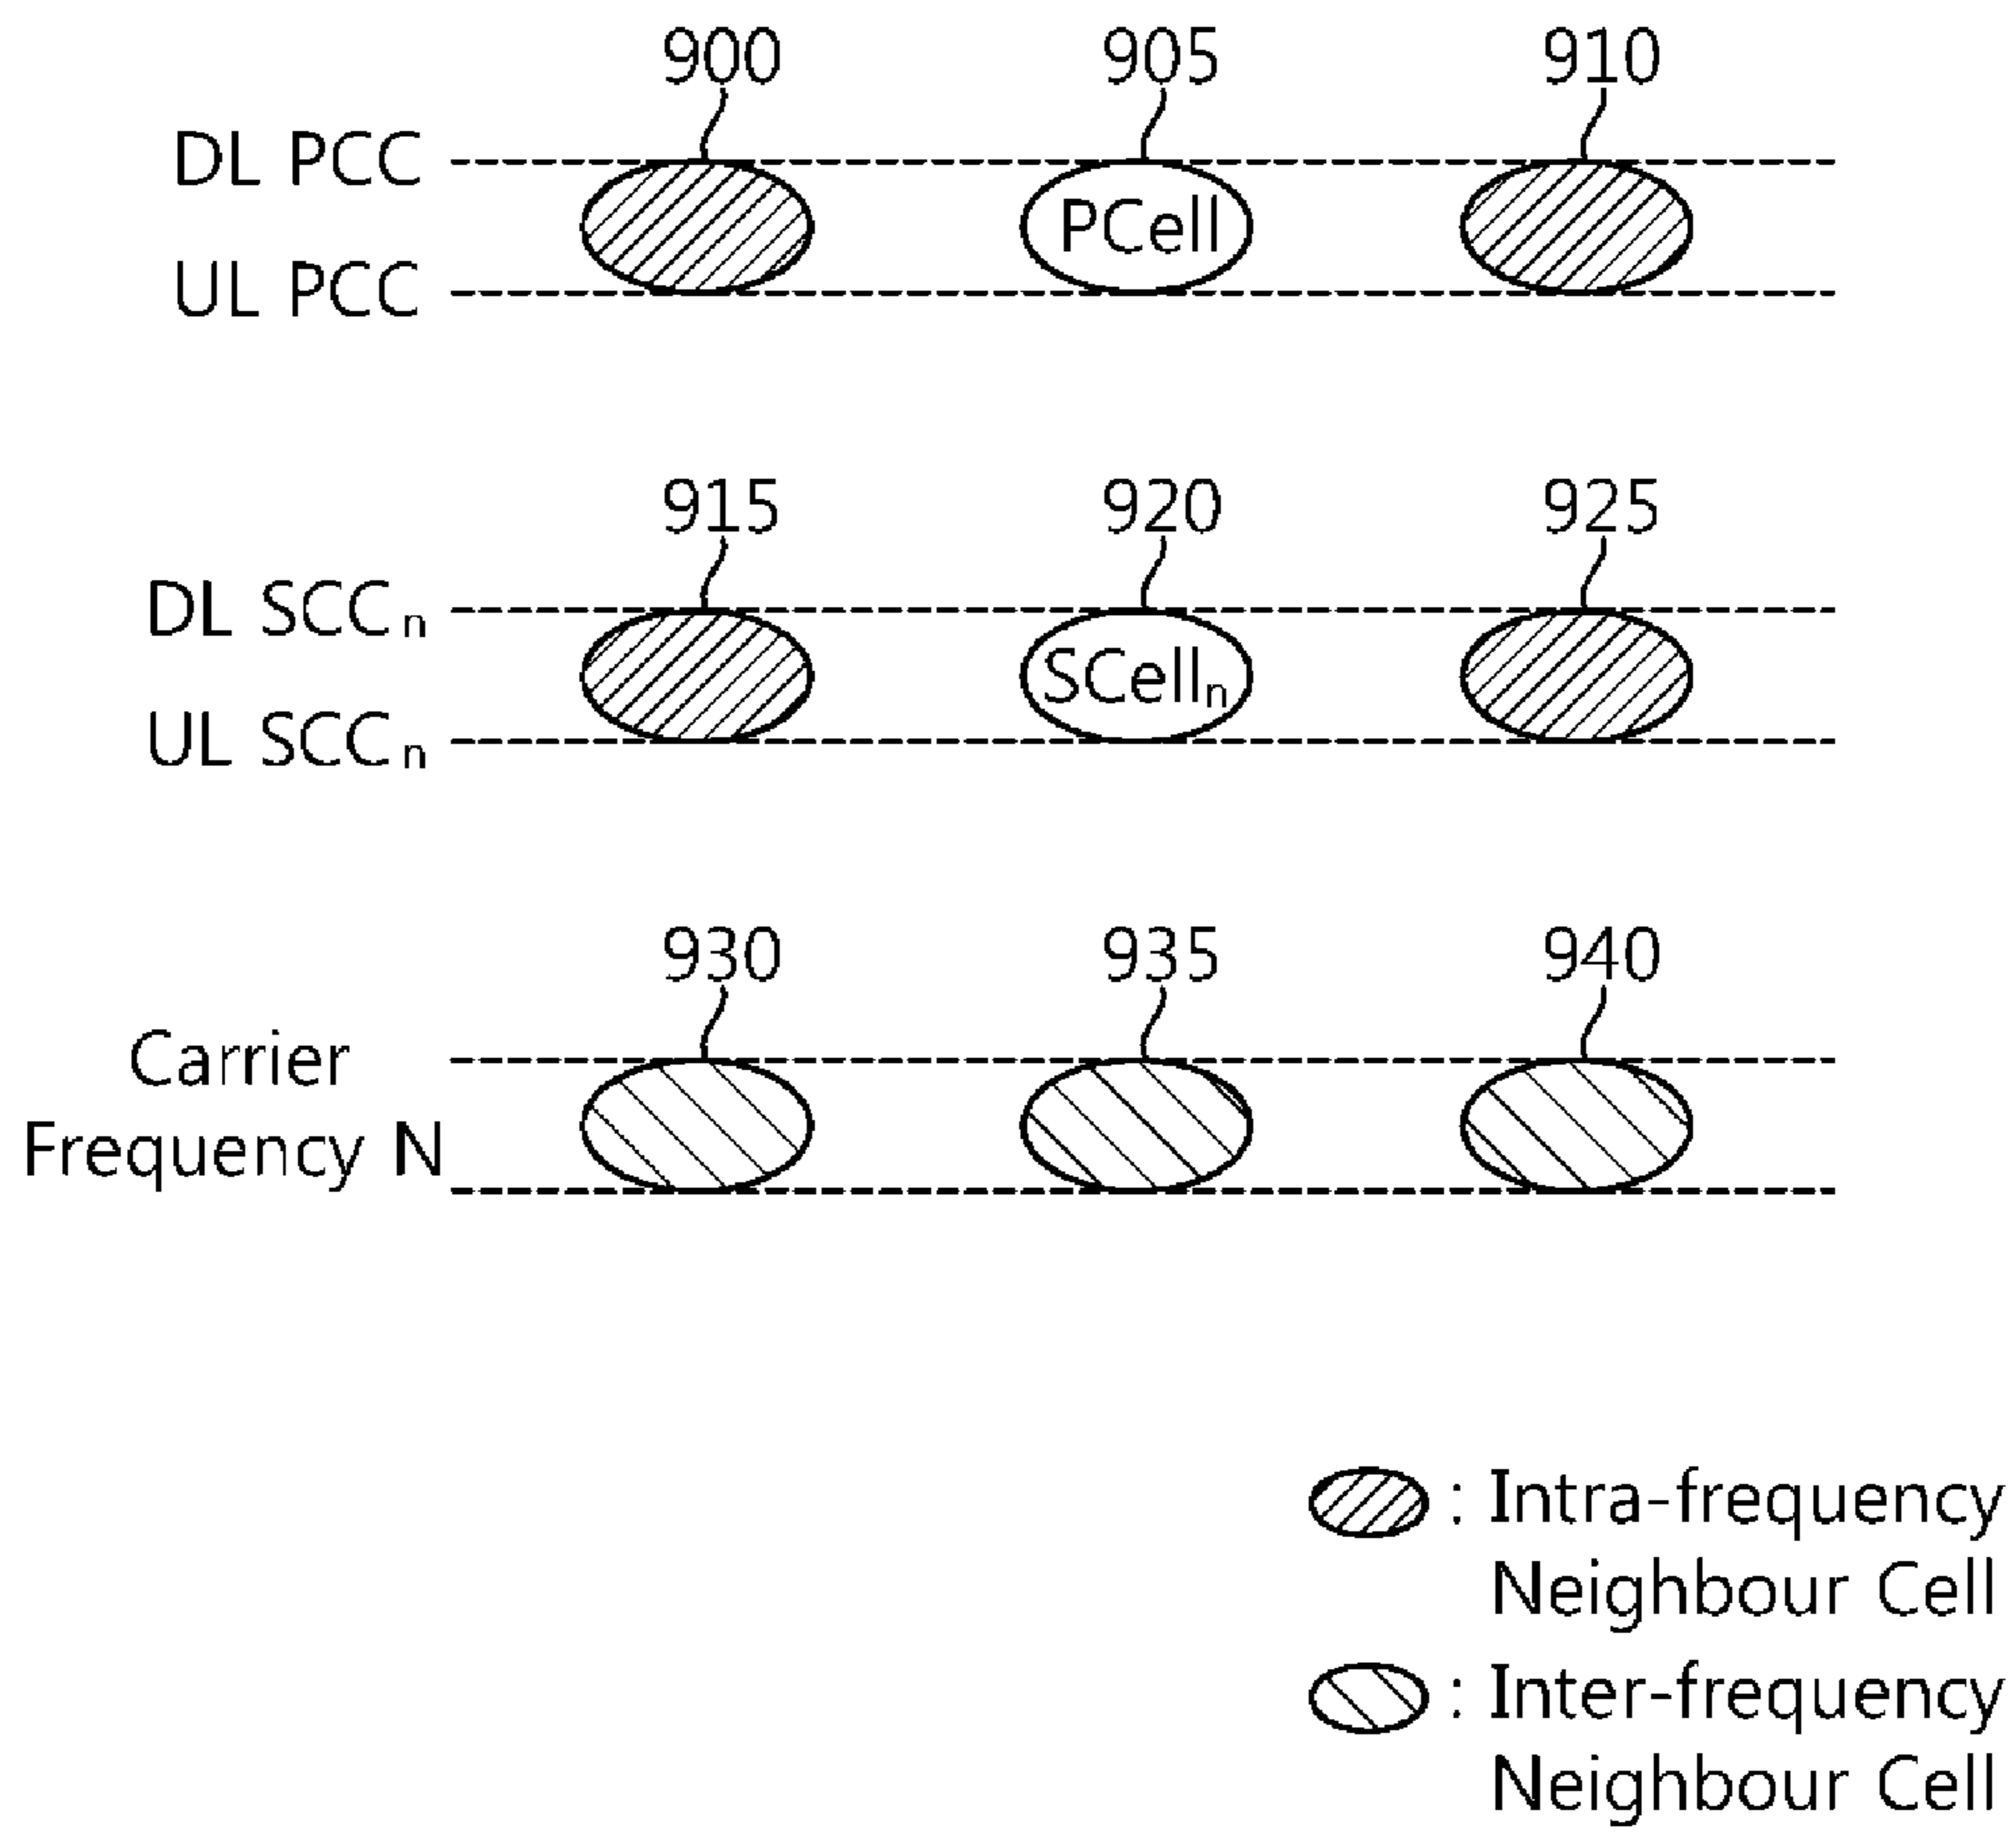 900 905 910
DL PCC
PCell
UL PCC
915 920 925
DL SCCn
SCelln
UL SCCn
930 935 940
Carrier
Frequency N
: Intra-frequency
Neighbour Cell
: Inter-frequency
Neighbour Cell